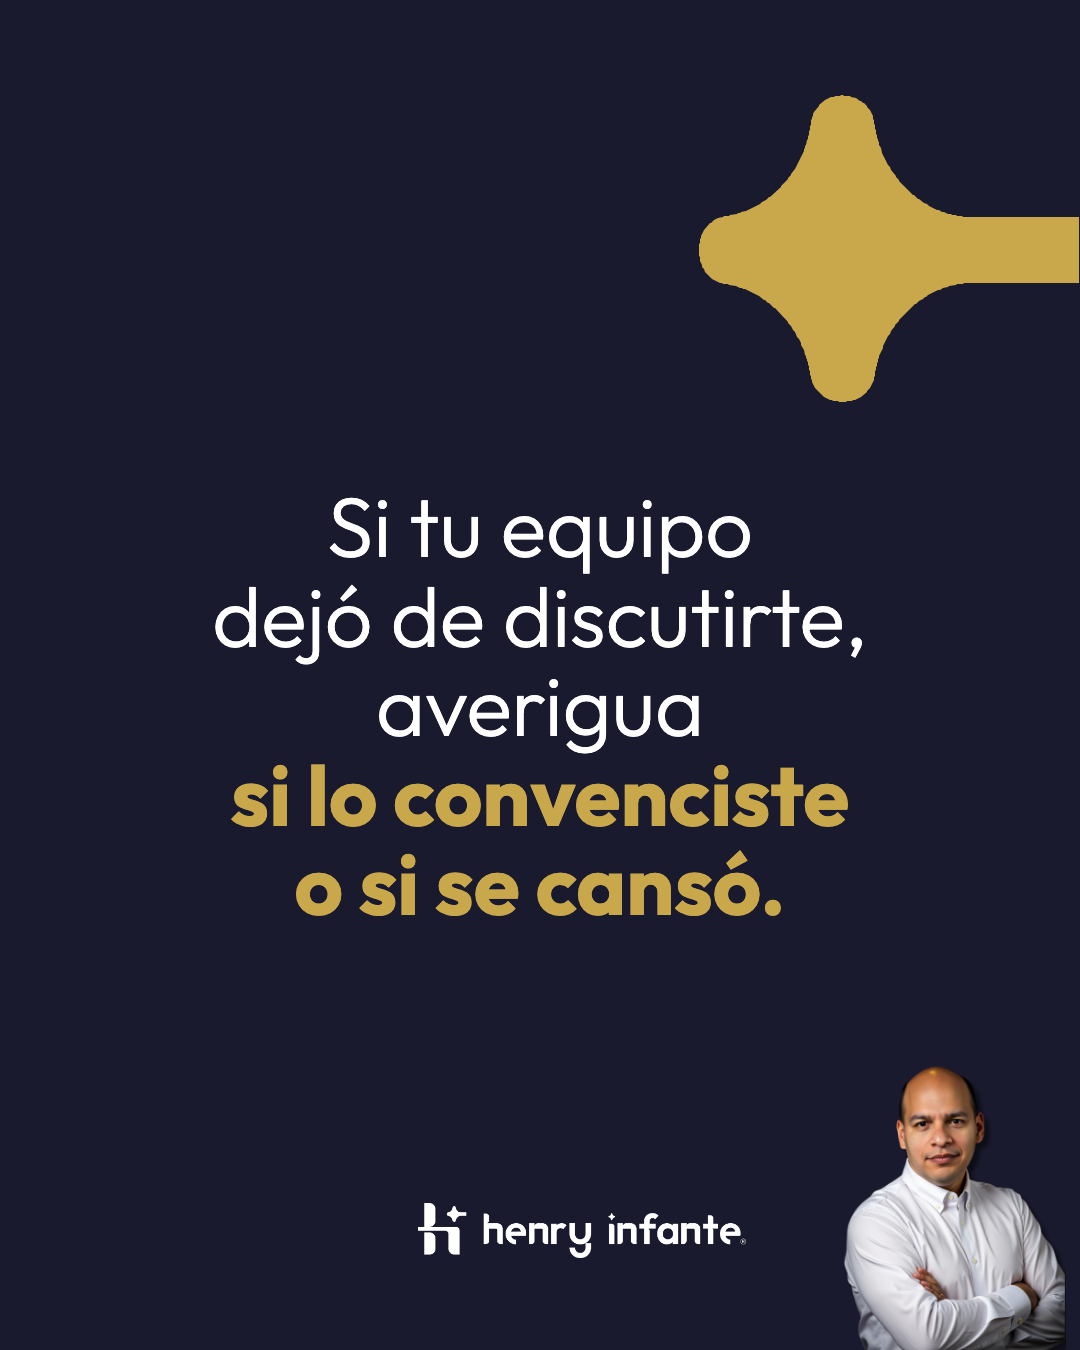 Si tu equipo
dejó de discutirte,
averigua
si lo convenciste
o si se cansó.
henry infante®